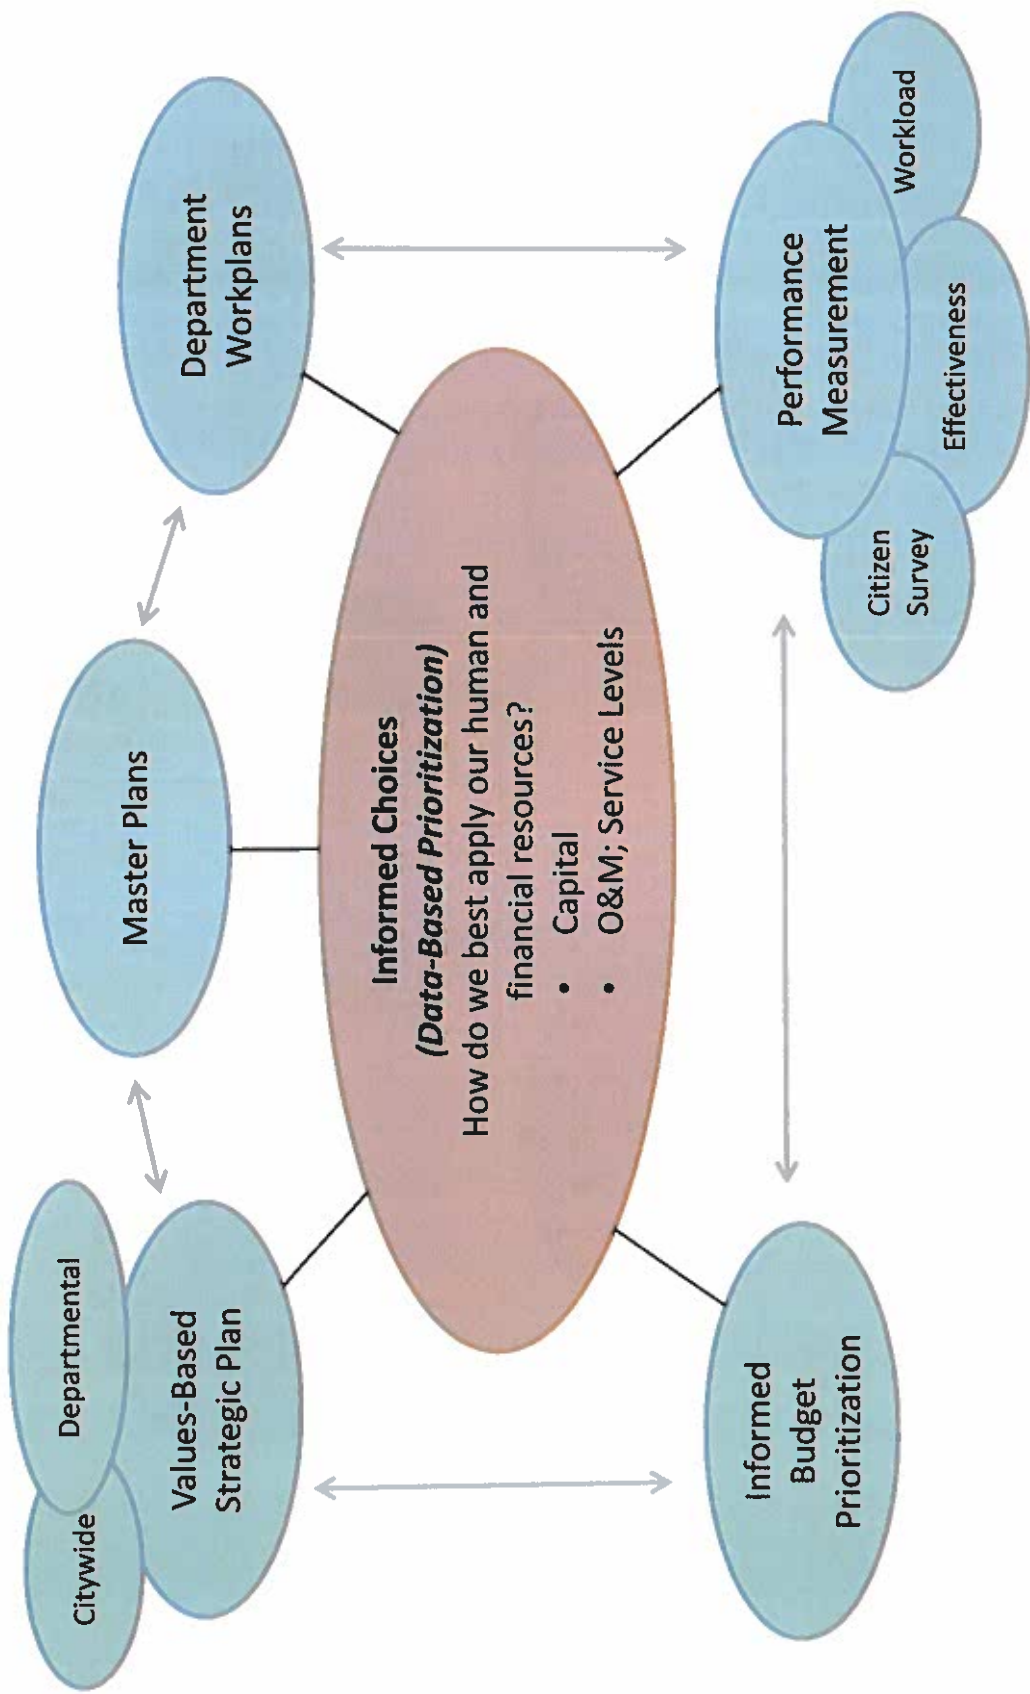 Citywide
Departmental
Values-Based
Strategic Plan
Master Plans
Department
Workplans
Informed Choices
(Data-Based Prioritization)
How do we best apply our human and
financial resources?
• Capital
• O&M; Service Levels
Informed
Budget
Prioritization
Performance
Measurement
Citizen
Survey
Effectiveness
Workload